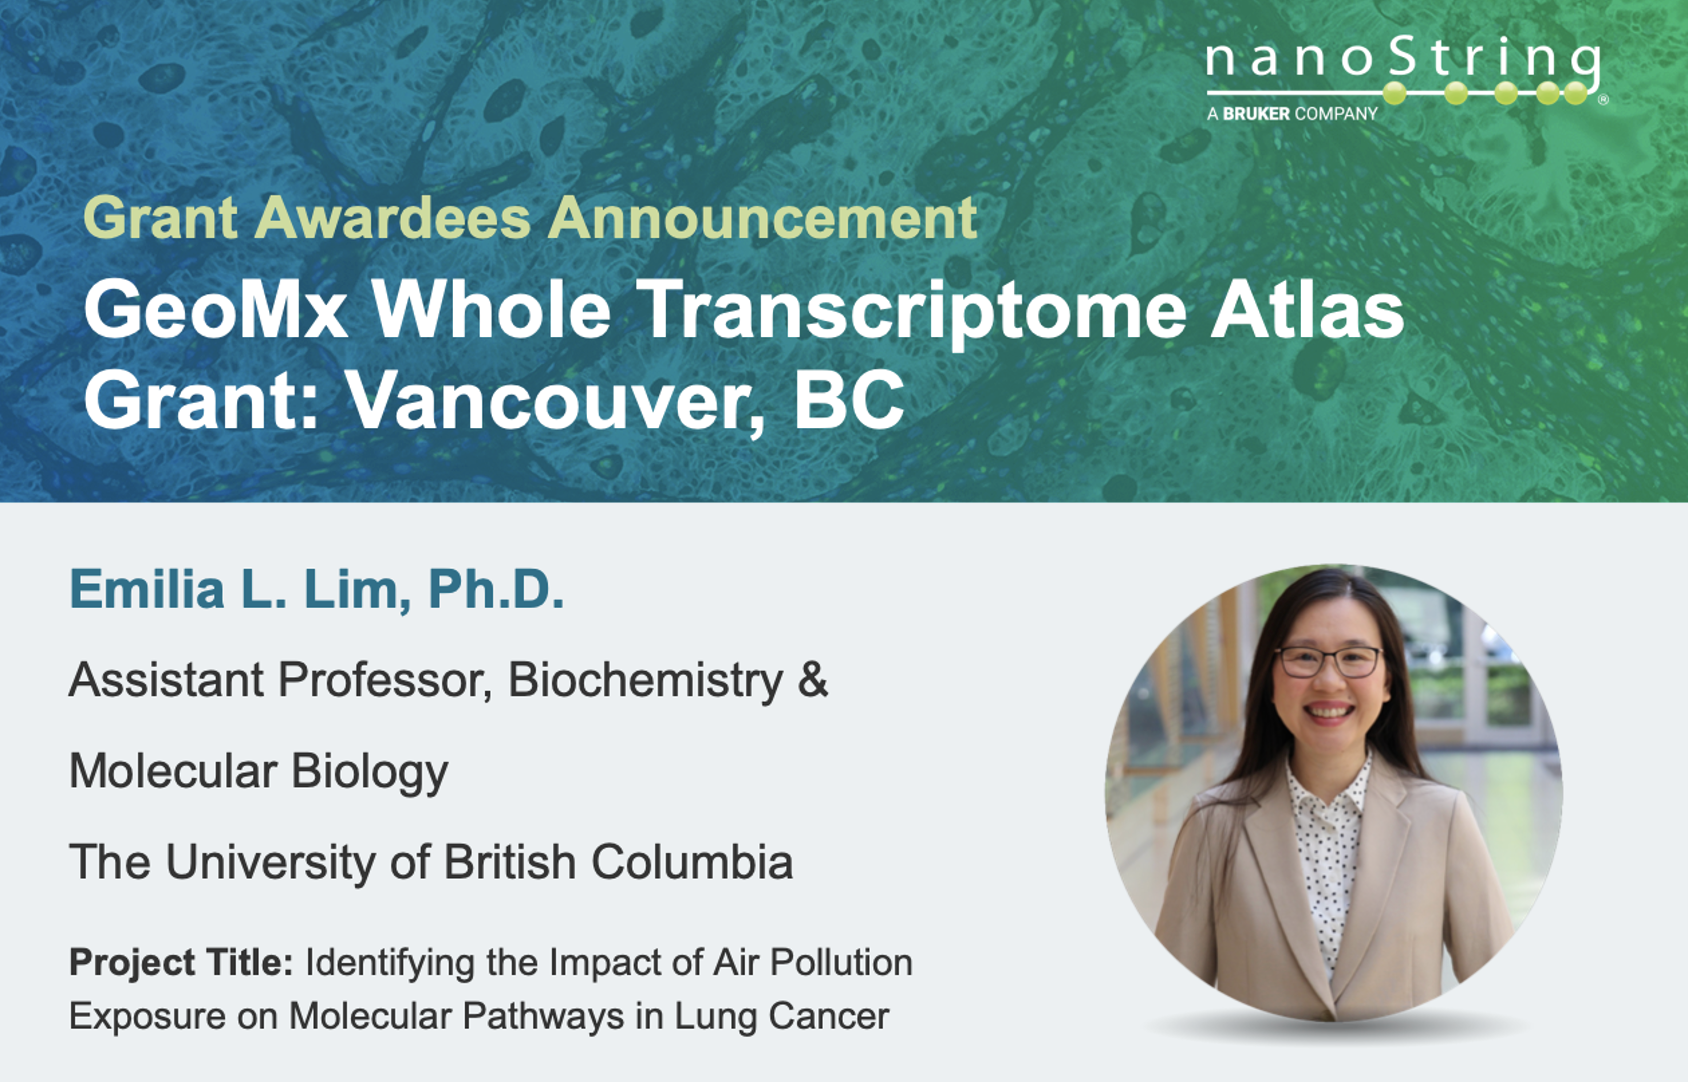 nanoString®
A BRUKER COMPANY
Grant Awardees Announcement
GeoMx Whole Transcriptome Atlas
Grant: Vancouver, BC
Emilia L. Lim, Ph.D.
Assistant Professor, Biochemistry &
Molecular Biology
The University of British Columbia
Project Title: Identifying the Impact of Air Pollution
Exposure on Molecular Pathways in Lung Cancer